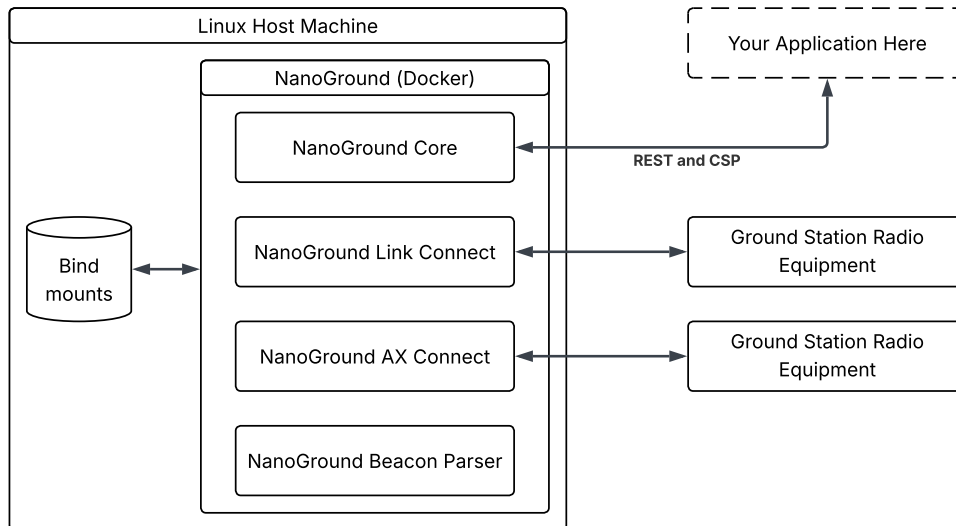 Linux Host Machine
Your Application Here
NanoGround (Docker)
NanoGround Core
REST and CSP
Bind
mounts
NanoGround Link Connect
Ground Station Radio
Equipment
NanoGround AX Connect
Ground Station Radio
Equipment
NanoGround Beacon Parser